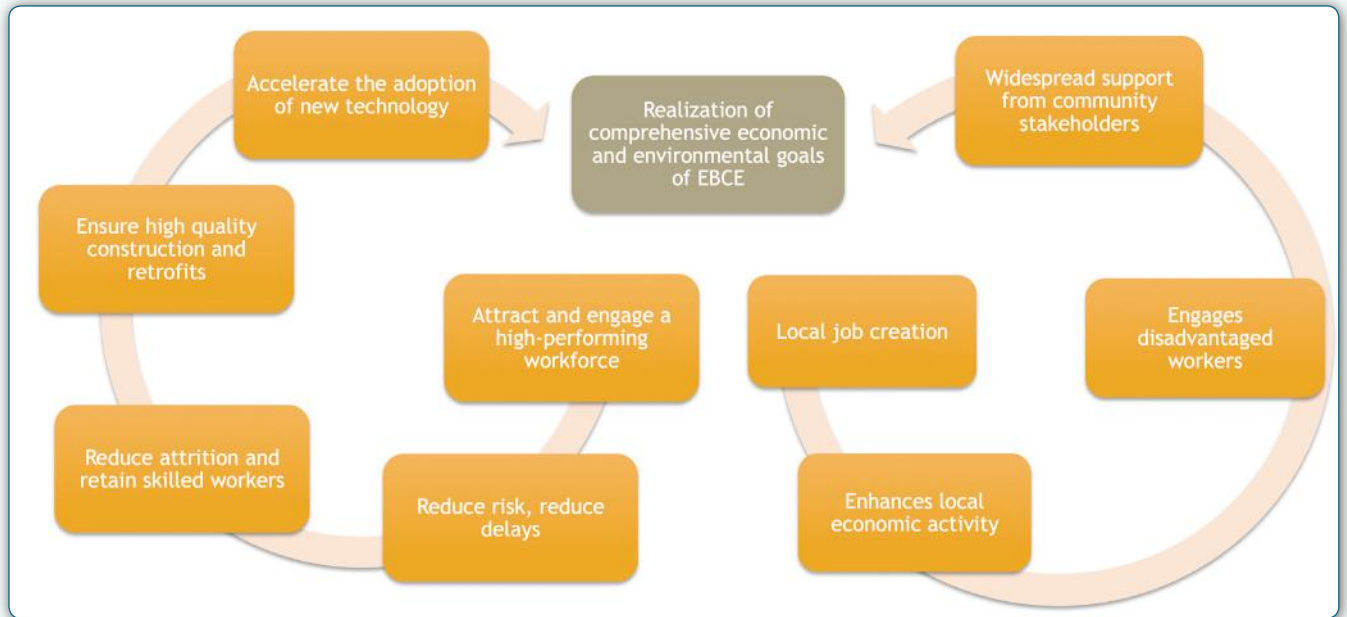 Accelerate the adoption
of new technology
Realization of
comprehensive economic
and environmental goals
of EBCE
Widespread support
from community
stakeholders
Ensure high quality
construction and
retrofits
Attract and engage a
high-performing
workforce
Local job creation
Engages
disadvantaged
workers
Reduce attrition and
retain skilled workers
Reduce risk, reduce
delays
Enhances local
economic activity